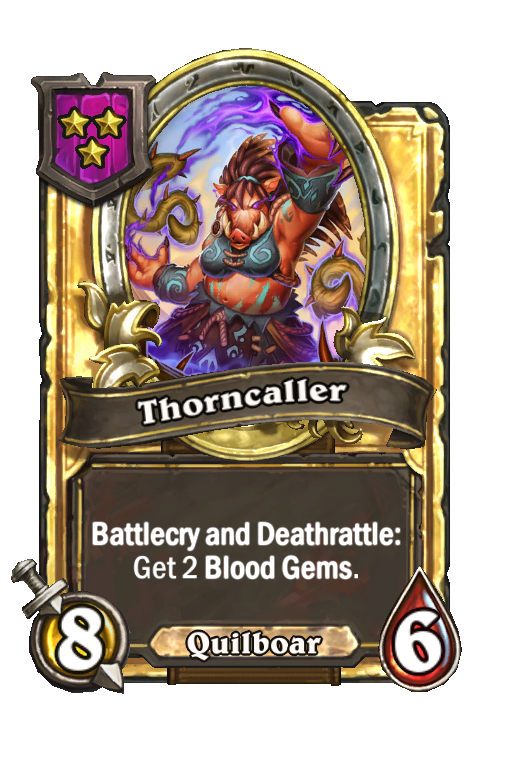 Thorncaller
Battlecry and Deathrattle:
Get 2 Blood Gems.
8
Quilboar
6